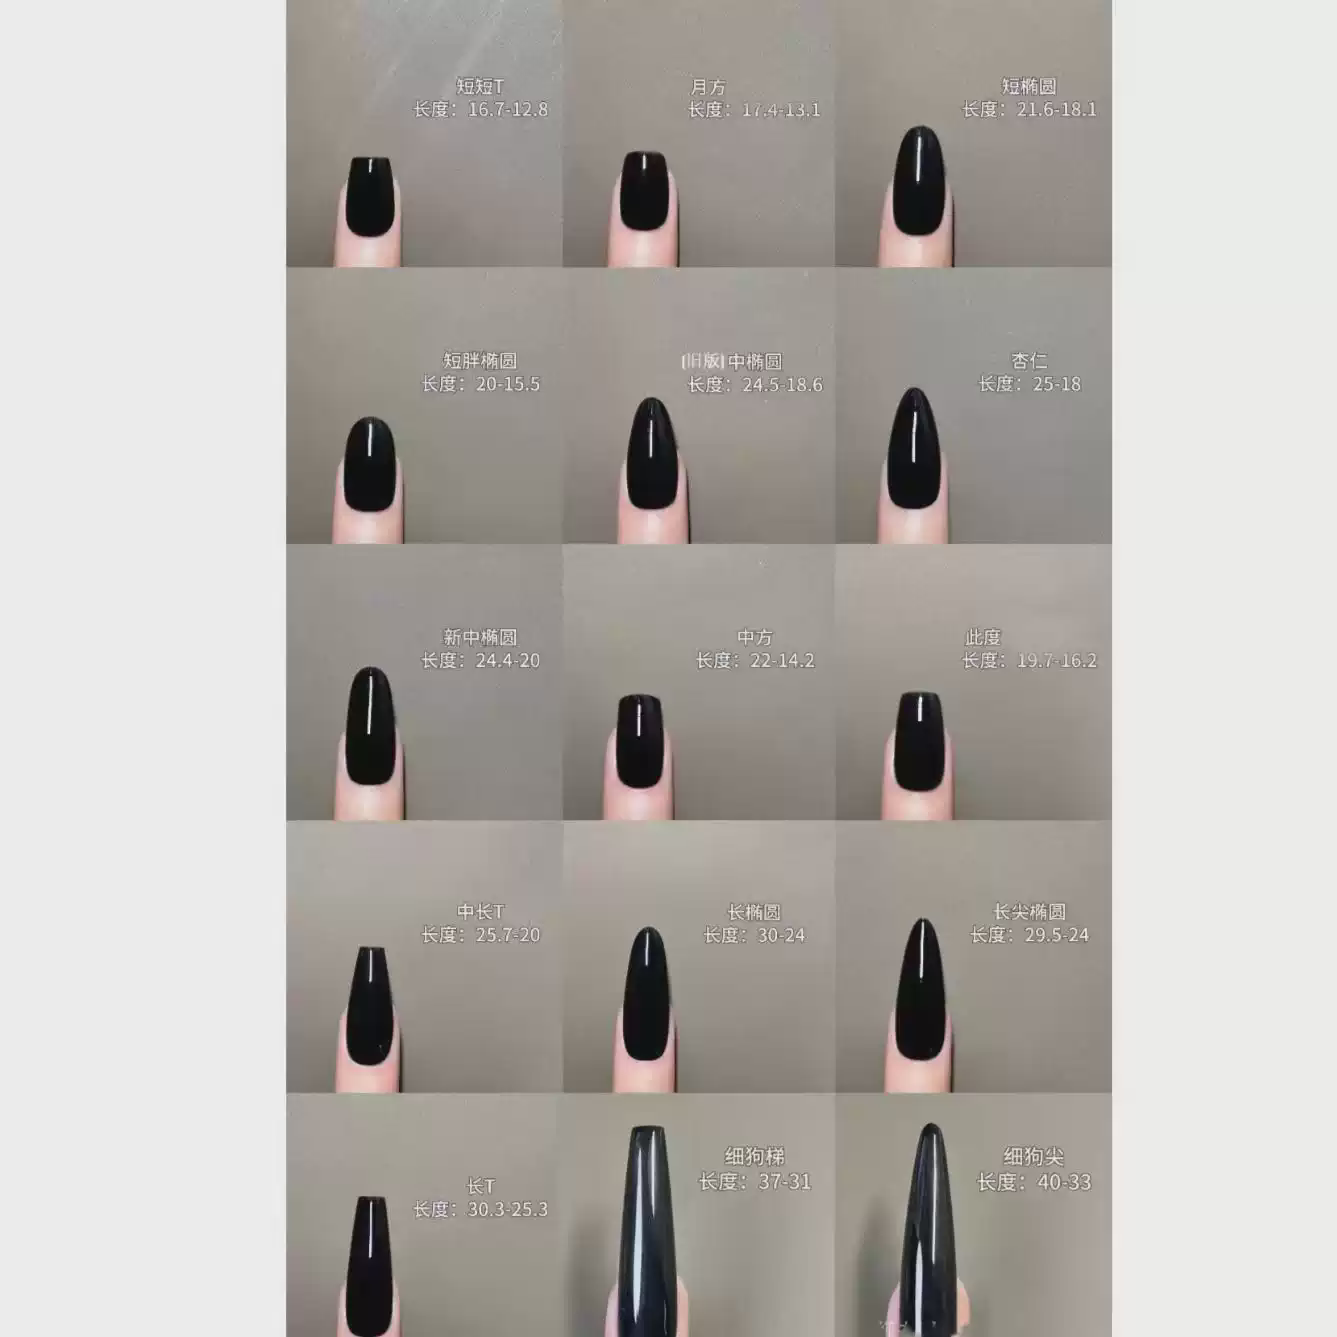 短短T
长度：16.7-12.8
月方
长度：17.4-13.1
短椭圆
长度：21.6-18.1
短胖椭圆
长度：20-15.5
[旧版]中椭圆
长度：24.5-18.6
杏仁
长度：25-18
新中椭圆
长度：24.4-20
中方
长度：22-14.2
此度
长度：19.7-16.2
中长T
长度：25.7-20
长椭圆
长度：30-24
长尖椭圆
长度：29.5-24
长T
长度：30.3-25.3
细狗梯
长度：37-31
细狗尖
长度：40-33